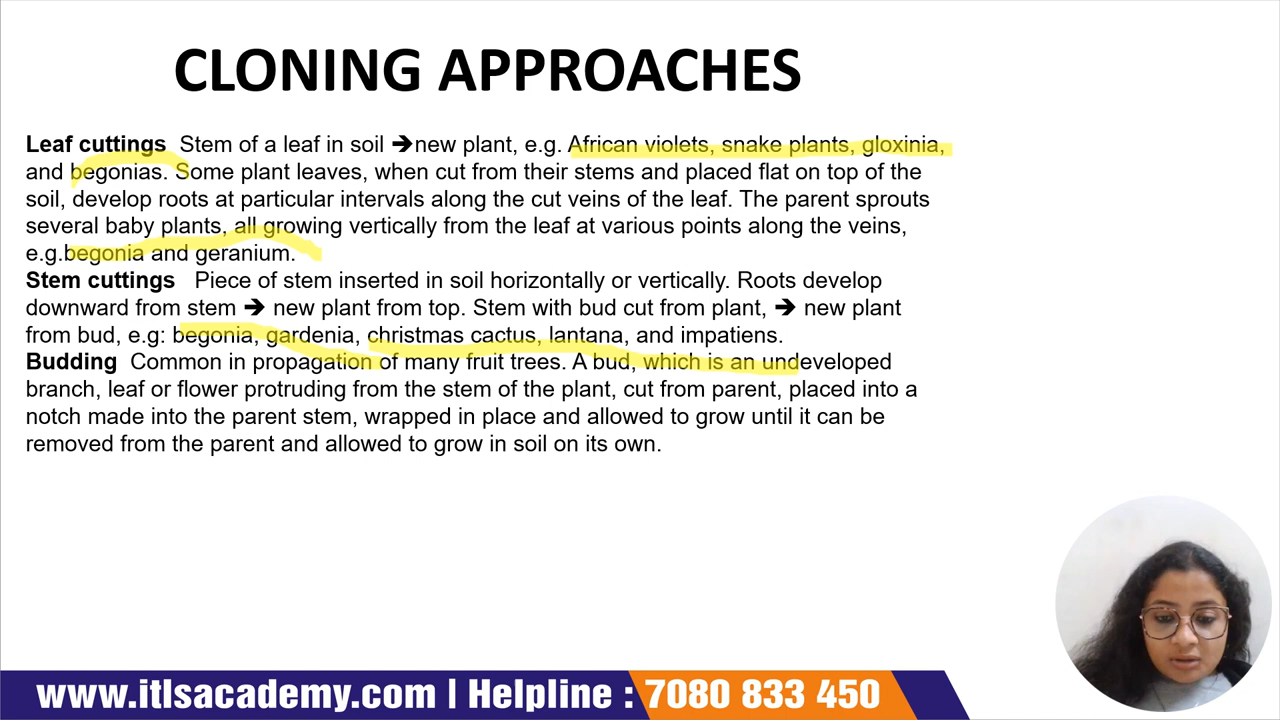 CLONING APPROACHES
Leaf cuttings Stem of a leaf in soil ➔new plant, e.g. African violets, snake plants, gloxinia,
and begonias. Some plant leaves, when cut from their stems and placed flat on top of the
soil, develop roots at particular intervals along the cut veins of the leaf. The parent sprouts
several baby plants, all growing vertically from the leaf at various points along the veins,
e.g.begonia and geranium.
Stem cuttings Piece of stem inserted in soil horizontally or vertically. Roots develop
downward from stem ➔ new plant from top. Stem with bud cut from plant, ➔ new plant
from bud, e.g: begonia, gardenia, christmas cactus, lantana, and impatiens.
Budding Common in propagation of many fruit trees. A bud, which is an undeveloped
branch, leaf or flower protruding from the stem of the plant, cut from parent, placed into a
notch made into the parent stem, wrapped in place and allowed to grow until it can be
removed from the parent and allowed to grow in soil on its own.
www.itlsacademy.com | Helpline : 7080 833 450